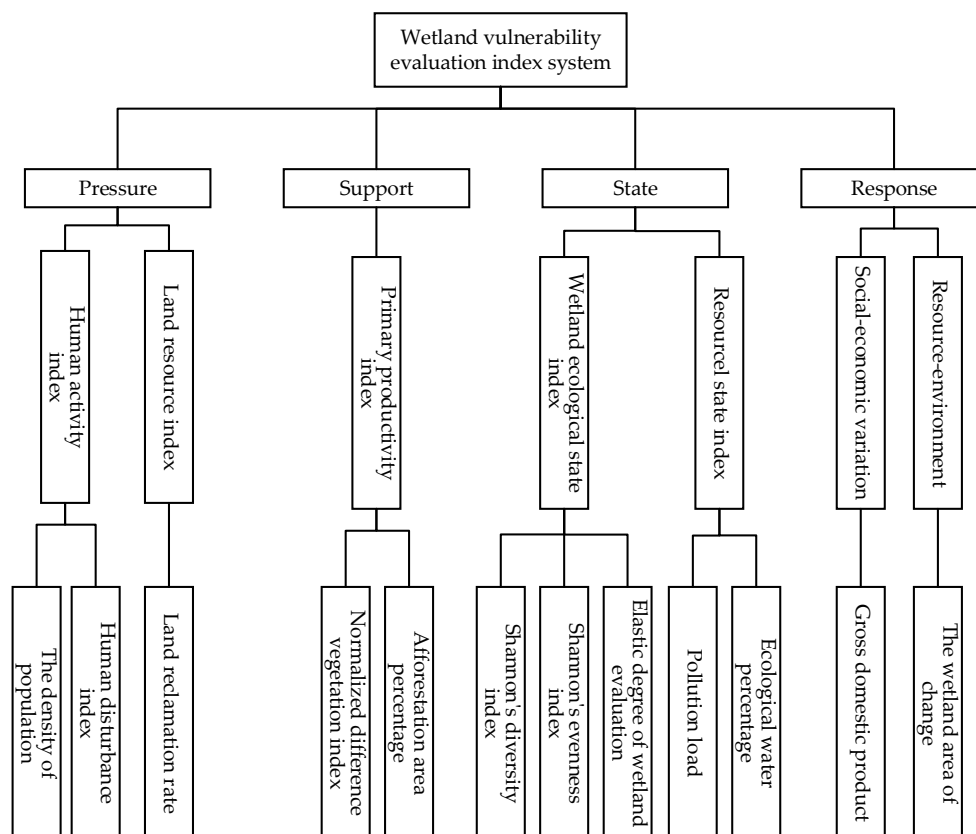 Wetland vulnerability
evaluation index system
Pressure
Support
State
Response
Human activity
index
Land resource index
Primary productivity
index
Wetland ecological state
index
Resourcel state index
Social-economic variation
Resource-environment
The density of
population
Human disturbance
index
Land reclamation rate
Normalized difference
vegetation index
Afforestation area
percentage
Shannon's diversity
index
Shannon's evenness
index
Elastic degree of wetland
evaluation
Pollution load
Ecological water
percentage
Gross domestic product
The wetland area of
change